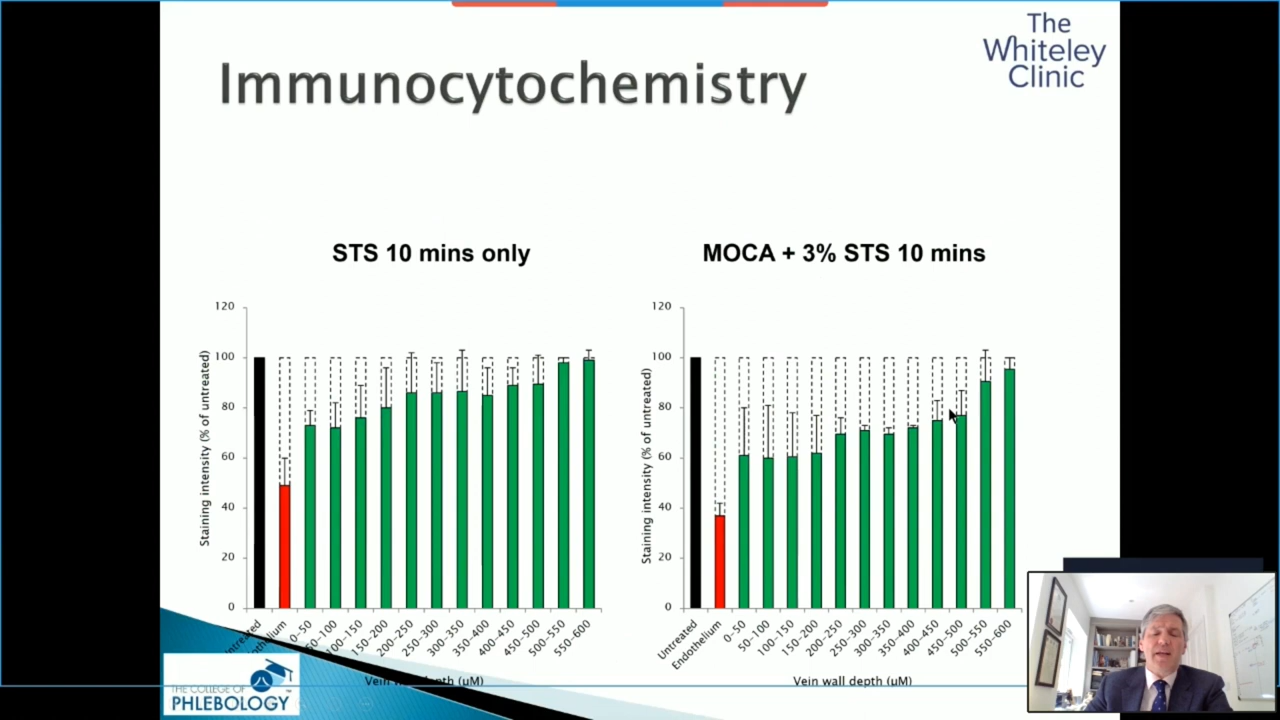 Immunocytochemistry
The
Whiteley
Clinic
STS 10 mins only
MOCA + 3% STS 10 mins
120
100
80
60
40
20
0
Staining intensity (% of untreated)
0-50
50-100
100-150
150-200
200-250
250-300
300-350
350-400
400-450
450-500
500-550
550-600
120
100
80
60
40
20
0
Staining intensity (% of untreated)
Untreated
Endothelium
0-50
50-100
100-150
150-200
200-250
250-300
300-350
350-400
400-450
450-500
500-550
550-600
Vein wall depth (uM)
Vein wall depth (uM)
THE COLLEGE OF
PHLEBOLOGY